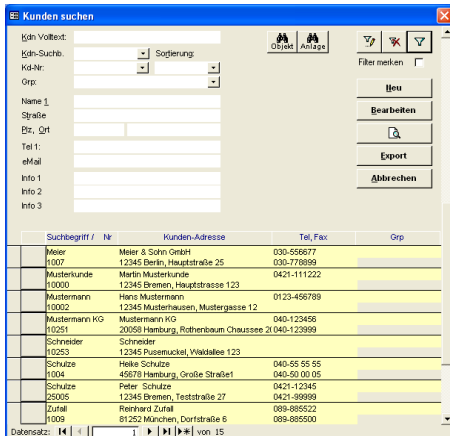 Kunden suchen
Kdn Volltext:
Objekt Anlage
Kdn-Suchb. Sortierung:
Filter merken
Kd-Nr:
Grp:
Neu
Name 1
Bearbeiten
Straße
Plz, Ort
Tel 1:
Export
eMail
Info 1
Abbrechen
Info 2
Info 3
Suchbegriff / Nr Kunden-Adresse Tel, Fax Grp
Meier Meier & Sohn GmbH 030-556677
1007 12345 Berlin, Hauptstraße 25 030-778899
Musterkunde Martin Musterkunde 0421-111222
10000 12345 Bremen, Hauptstrasse 123
Mustermann Hans Mustermann 0123-456789
10002 12345 Musterhausen, Mustergasse 12
Mustermann KG Mustermann KG 040-123456
10251 20058 Hamburg, Rothenbaum Chaussee 2( 040-123999
Schneider Schneider
10253 12345 Pusemuckel, Waldallee 123
Schulze Heike Schulze 040-55 55 55
1004 45678 Hamburg, Große Straße1 040-50 00 05
Schulze Peter Schulze 0421-12345
25005 12345 Bremen, Teststraße 27 0421-99999
Zufall Reinhard Zufall 089-885522
1009 81252 München, Dorfstraße 6 089-885500
Datensatz: 1 von 15